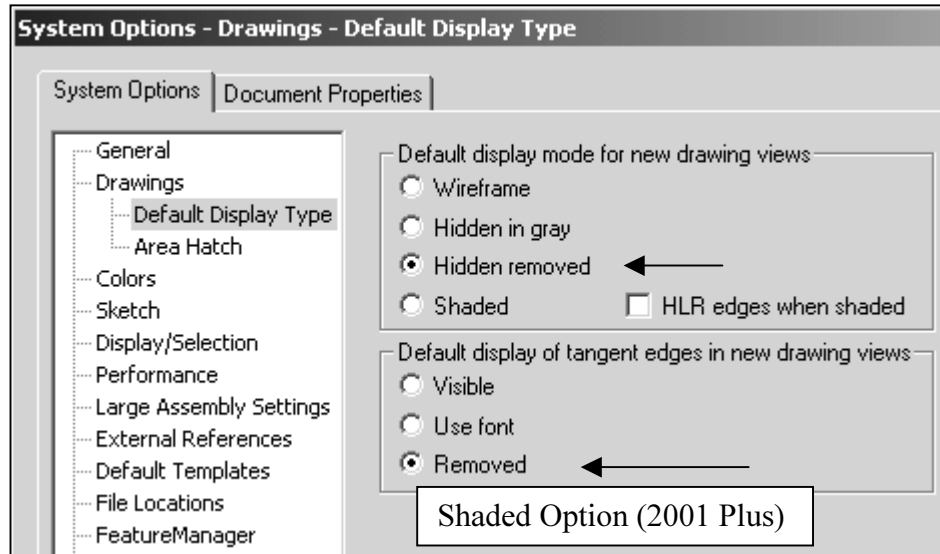 System Options - Drawings - Default Display Type
System Options
Document Properties
General
Drawings
Default Display Type
Area Hatch
Colors
Sketch
Display/Selection
Performance
Large Assembly Settings
External References
Default Templates
File Locations
FeatureManager
Default display mode for new drawing views
Wireframe
Hidden in gray
Hidden removed
Shaded
HLR edges when shaded
Default display of tangent edges in new drawing views
Visible
Use font
Removed
Shaded Option (2001 Plus)